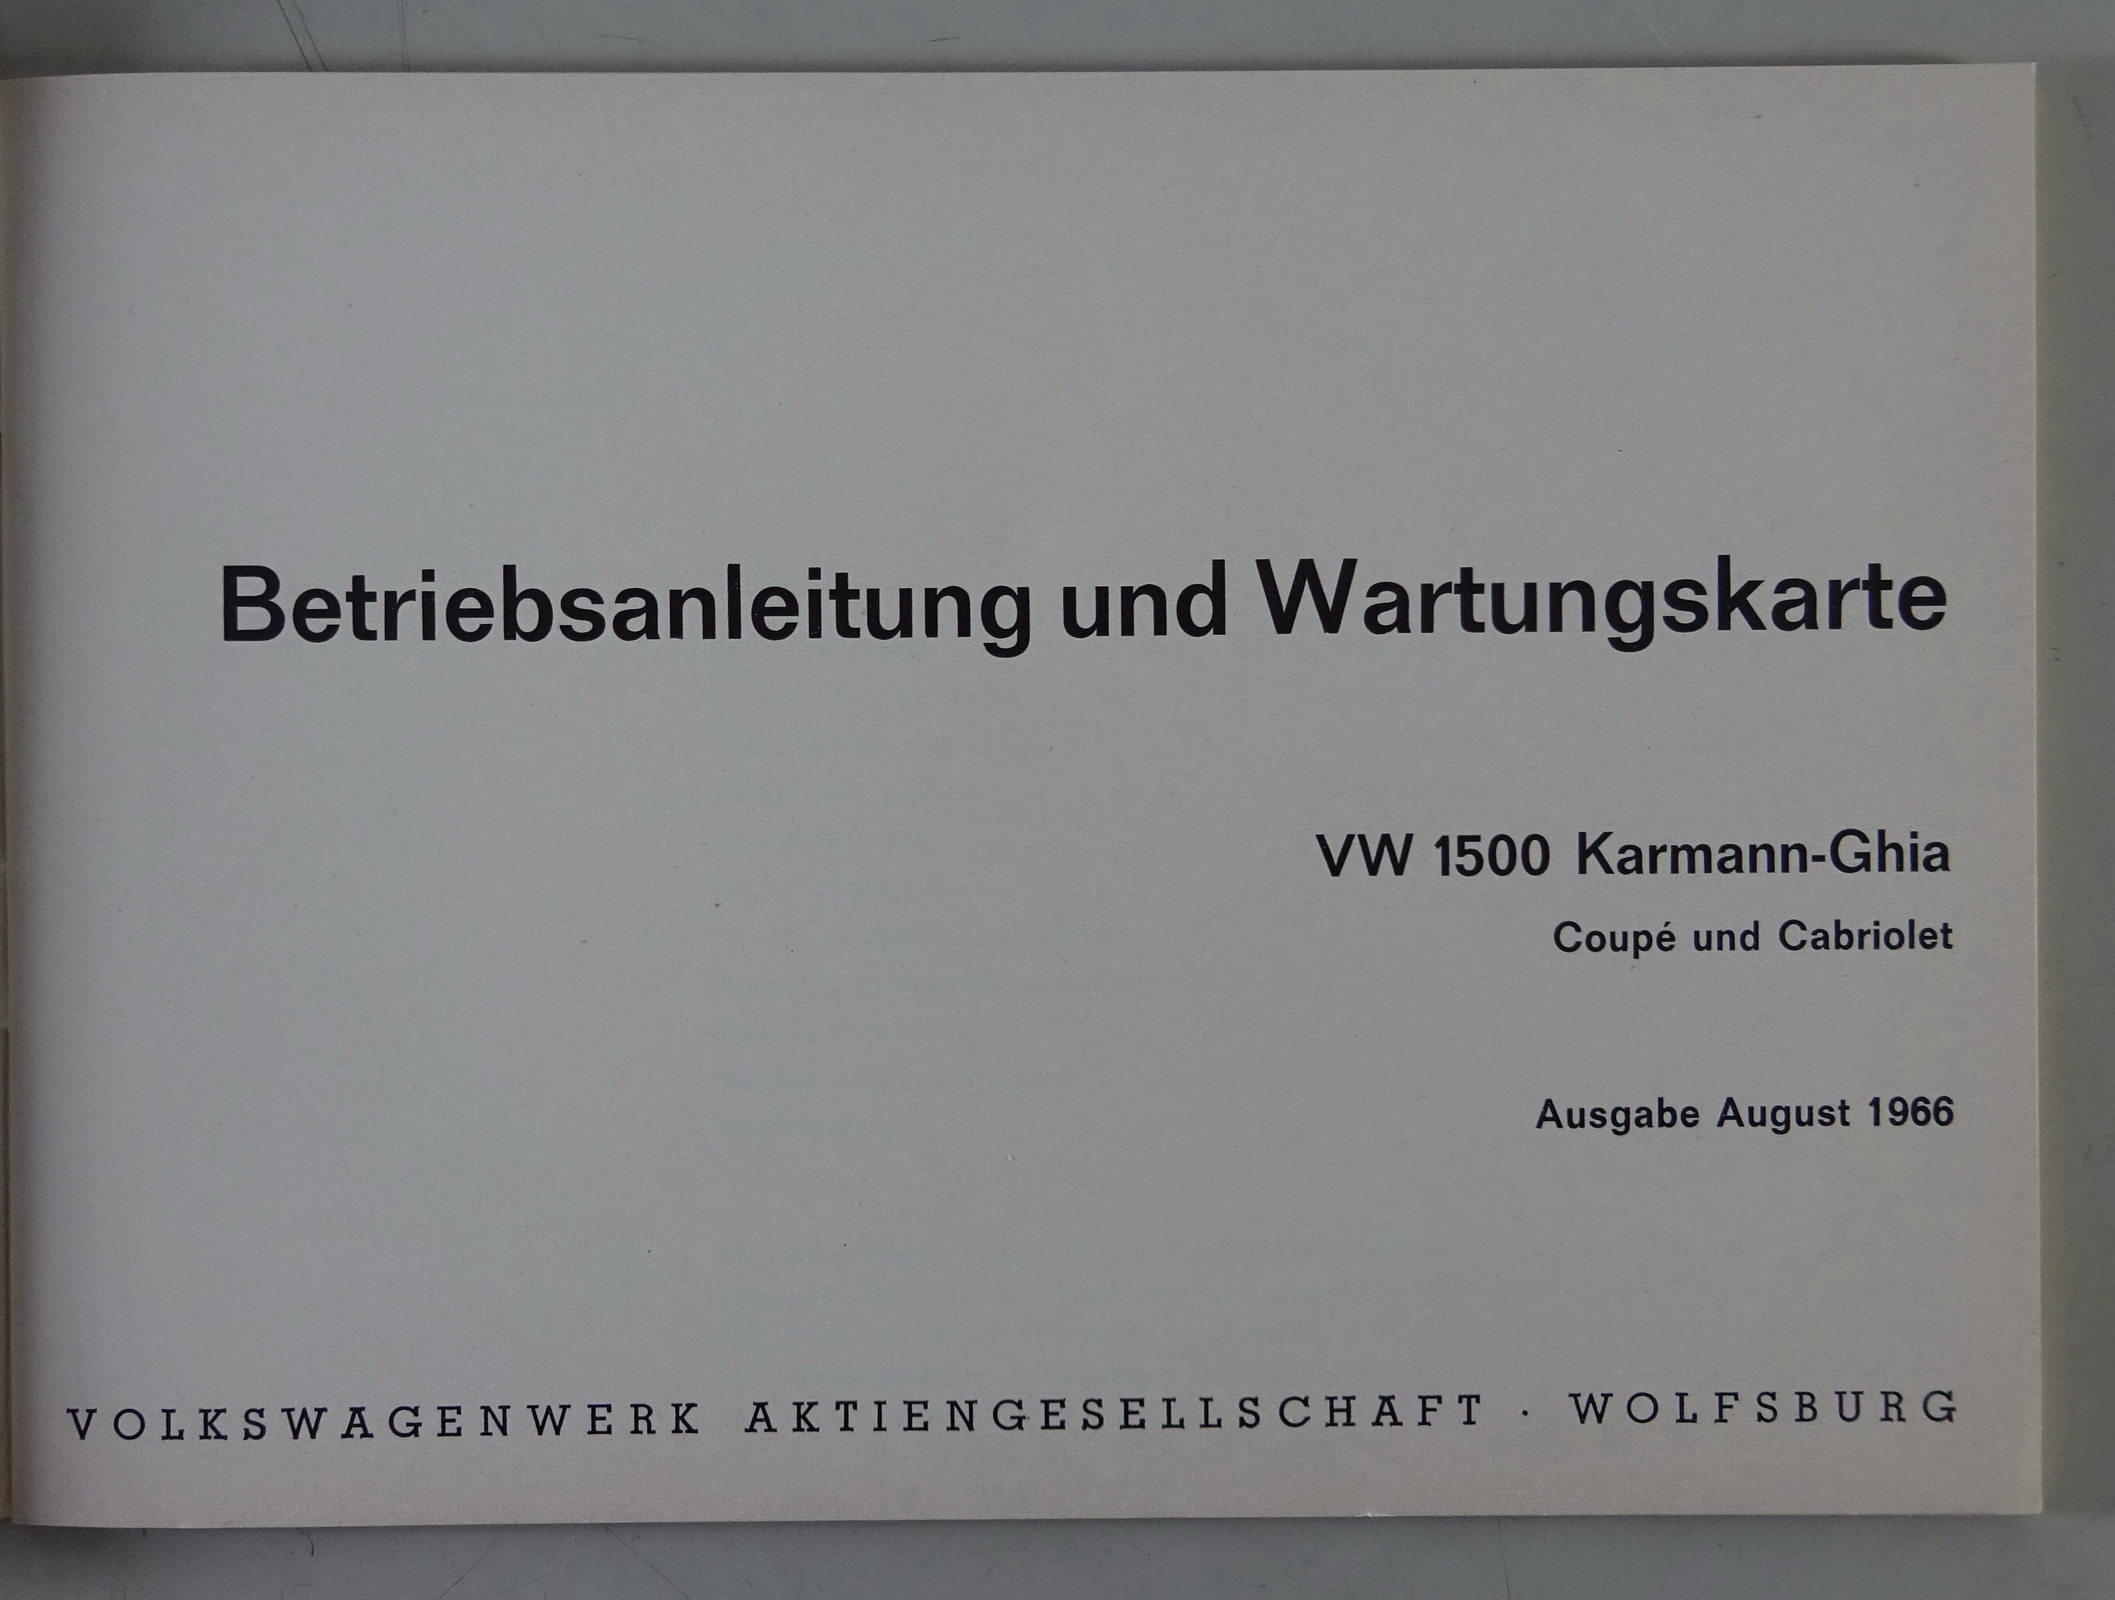 Betriebsanleitung und Wartungskarte
VW 1500 Karmann-Ghia
Coupé und Cabriolet
Ausgabe August 1966
VOLKSWAGENWERK AKTIENGESELLSCHAFT · WOLFSBURG